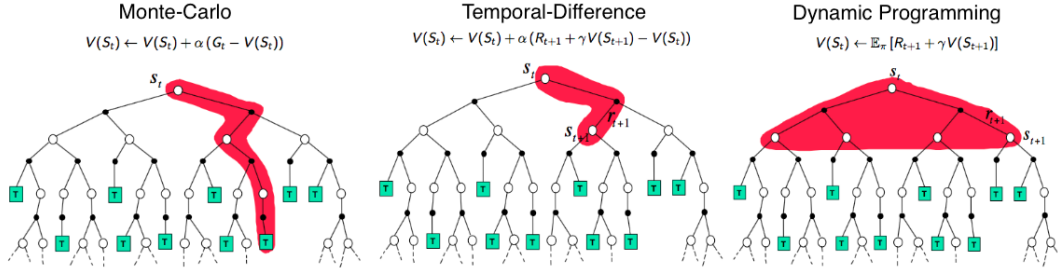 Monte-Carlo
V(S_t) ← V(S_t) + α (G_t − V(S_t))
s_t
T T T T T
T T T T
Temporal-Difference
V(S_t) ← V(S_t) + α (R_{t+1} + γV(S_{t+1}) − V(S_t))
s_t
r_{t+1}
s_{t+1}
T T T T T
T T T T T
Dynamic Programming
V(S_t) ← 𝔼_π [R_{t+1} + γV(S_{t+1})]
s_t
r_{t+1}
s_{t+1}
T T T T T
T T T T T